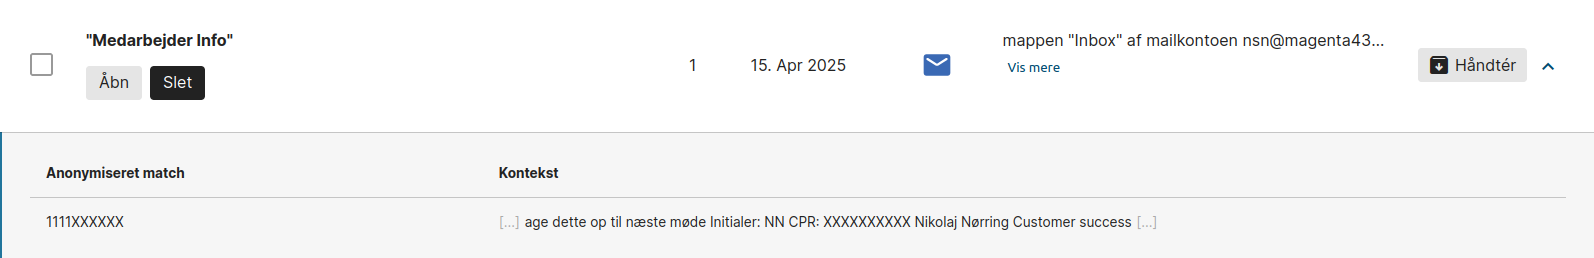 "Medarbejder Info"
Åbn Slet
1
15. Apr 2025
mappen "Inbox" af mailkontoen nsn@magenta43...
Vis mere
Håndtér
Anonymiseret match
Kontekst
1111XXXXXX
[...] age dette op til næste møde Initialer: NN CPR: XXXXXXXXXX Nikolaj Nørring Customer success [...]